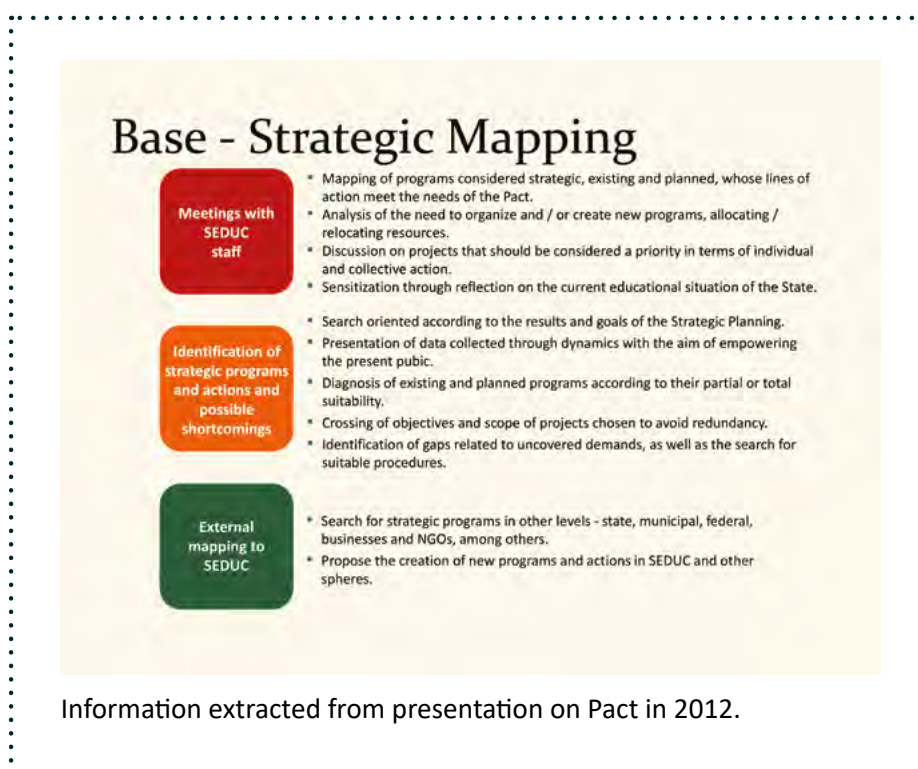 Base - Strategic Mapping
Meetings with
SEDUC
staff
* Mapping of programs considered strategic, existing and planned, whose lines of
action meet the needs of the Pact.
* Analysis of the need to organize and / or create new programs, allocating /
relocating resources.
* Discussion on projects that should be considered a priority in terms of individual
and collective action.
* Sensitization through reflection on the current educational situation of the State.
Identification of
strategic programs
and actions and
possible
shortcomings
* Search oriented according to the results and goals of the Strategic Planning.
* Presentation of data collected through dynamics with the aim of empowering
the present pubic.
* Diagnosis of existing and planned programs according to their partial or total
suitability.
* Crossing of objectives and scope of projects chosen to avoid redundancy.
* Identification of gaps related to uncovered demands, as well as the search for
suitable procedures.
External
mapping to
SEDUC
* Search for strategic programs in other levels - state, municipal, federal,
businesses and NGOs, among others.
* Propose the creation of new programs and actions in SEDUC and other
spheres.
Information extracted from presentation on Pact in 2012.